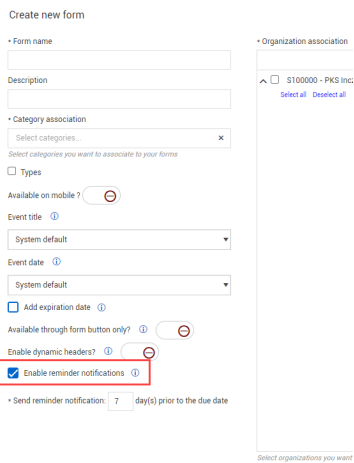 Create new form
• Form name
Description
• Category association
Select categories...
Select categories you want to associate to your forms
Types
Available on mobile ?
Event title
System default
Event date
System default
Add expiration date
Available through form button only?
Enable dynamic headers?
Enable reminder notifications
• Send reminder notification: 7 day(s) prior to the due date
• Organization association
S100000 - PKS Inc
Select all Deselect all
Select organizations you want